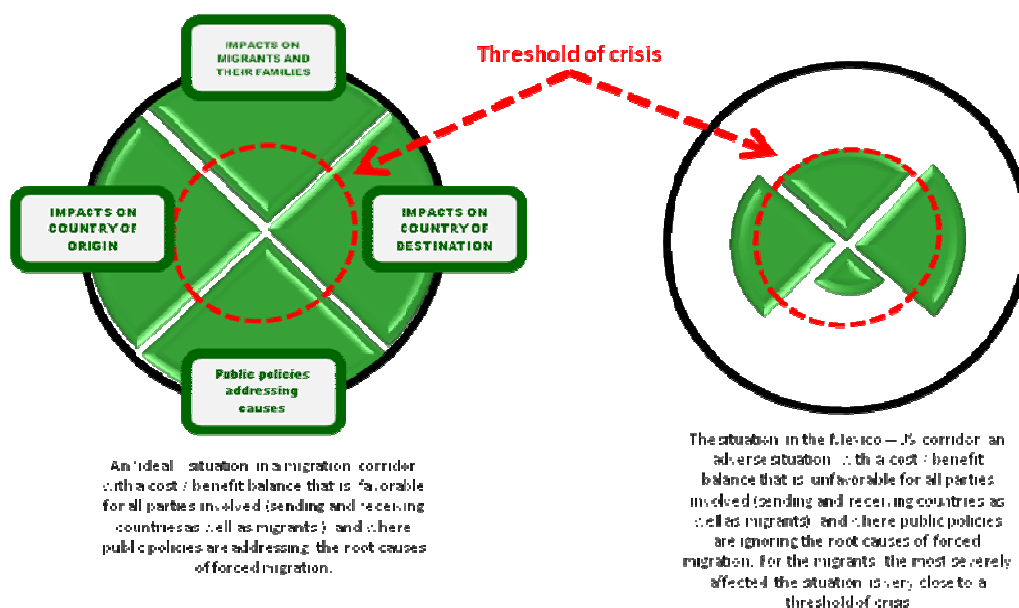 IMPACTS ON
MIGRANTS AND
THEIR FAMILIES
Threshold of crisis
IMPACTS ON
COUNTRY OF
ORIGIN
IMPACTS ON
COUNTRY OF
DESTINATION
Public policies
addressing
causes
An 'ideal' situation in a migration corridor
with a cost / benefit balance that is favorable
for all parties involved (sending and receiving
countries as well as migrants), and where
public policies are addressing the root causes
of forced migration.
The situation in the Mexico – US corridor: an
adverse situation with a cost / benefit
balance that is unfavorable for all parties
involved (sending and receiving countries as
well as migrants), and where public policies
are ignoring the root causes of forced
migration. For the migrants, the most severely
affected, the situation is very close to a
threshold of crisis